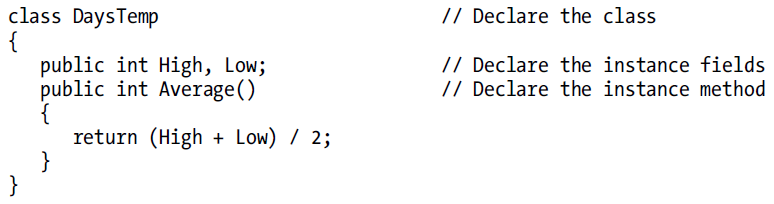 class DaysTemp // Declare the class
{
public int High, Low; // Declare the instance fields
public int Average() // Declare the instance method
{
return (High + Low) / 2;
}
}